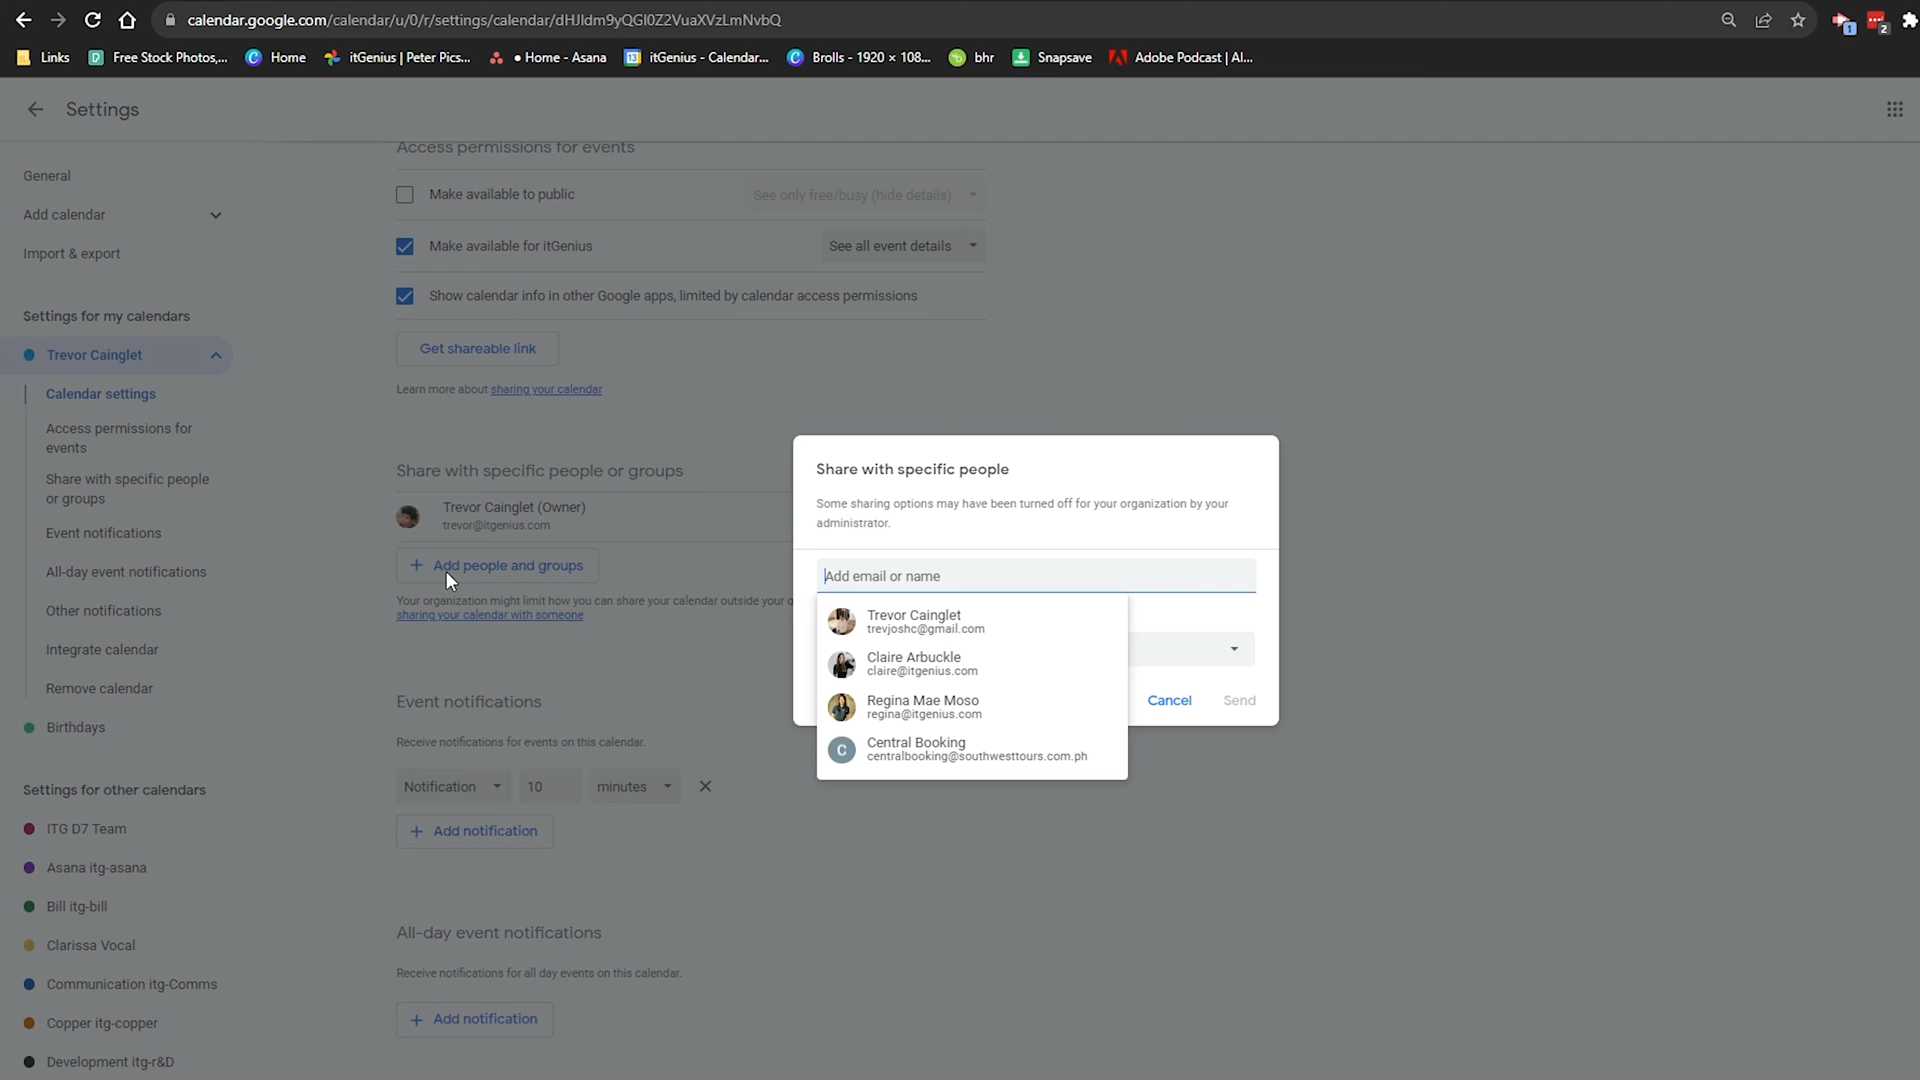 calendar.google.com/calendar/u/0/r/settings/calendar/dHJldm9yQGl0Z2VuaXVzLmNvbQ
1
2
Links
Free Stock Photos,...
Home
itGenius | Peter Pics...
● Home - Asana
13
itGenius - Calendar...
Brolls - 1920 × 108...
bhr
Snapsave
Adobe Podcast | Al...
Settings
General
Add calendar
Import & export
Settings for my calendars
Trevor Cainglet
Calendar settings
Access permissions for
events
Share with specific people
or groups
Event notifications
All-day event notifications
Other notifications
Integrate calendar
Remove calendar
Birthdays
Settings for other calendars
ITG D7 Team
Asana itg-asana
Bill itg-bill
Clarissa Vocal
Communication itg-Comms
Copper itg-copper
Development itg-r&D
Access permissions for events
Make available to public
See only free/busy (hide details)
Make available for itGenius
See all event details
Show calendar info in other Google apps, limited by calendar access permissions
Get shareable link
Learn more about sharing your calendar
Share with specific people or groups
Trevor Cainglet (Owner)
trevor@itgenius.com
+ Add people and groups
Your organization might limit how you can share your calendar outside your o
sharing your calendar with someone
Event notifications
Receive notifications for events on this calendar.
Notification
10
minutes
+ Add notification
All-day event notifications
Receive notifications for all day events on this calendar.
+ Add notification
Share with specific people
Some sharing options may have been turned off for your organization by your
administrator.
Add email or name
Trevor Cainglet
trevjoshc@gmail.com
Claire Arbuckle
claire@itgenius.com
Regina Mae Moso
regina@itgenius.com
C
Central Booking
centralbooking@southwesttours.com.ph
Cancel
Send